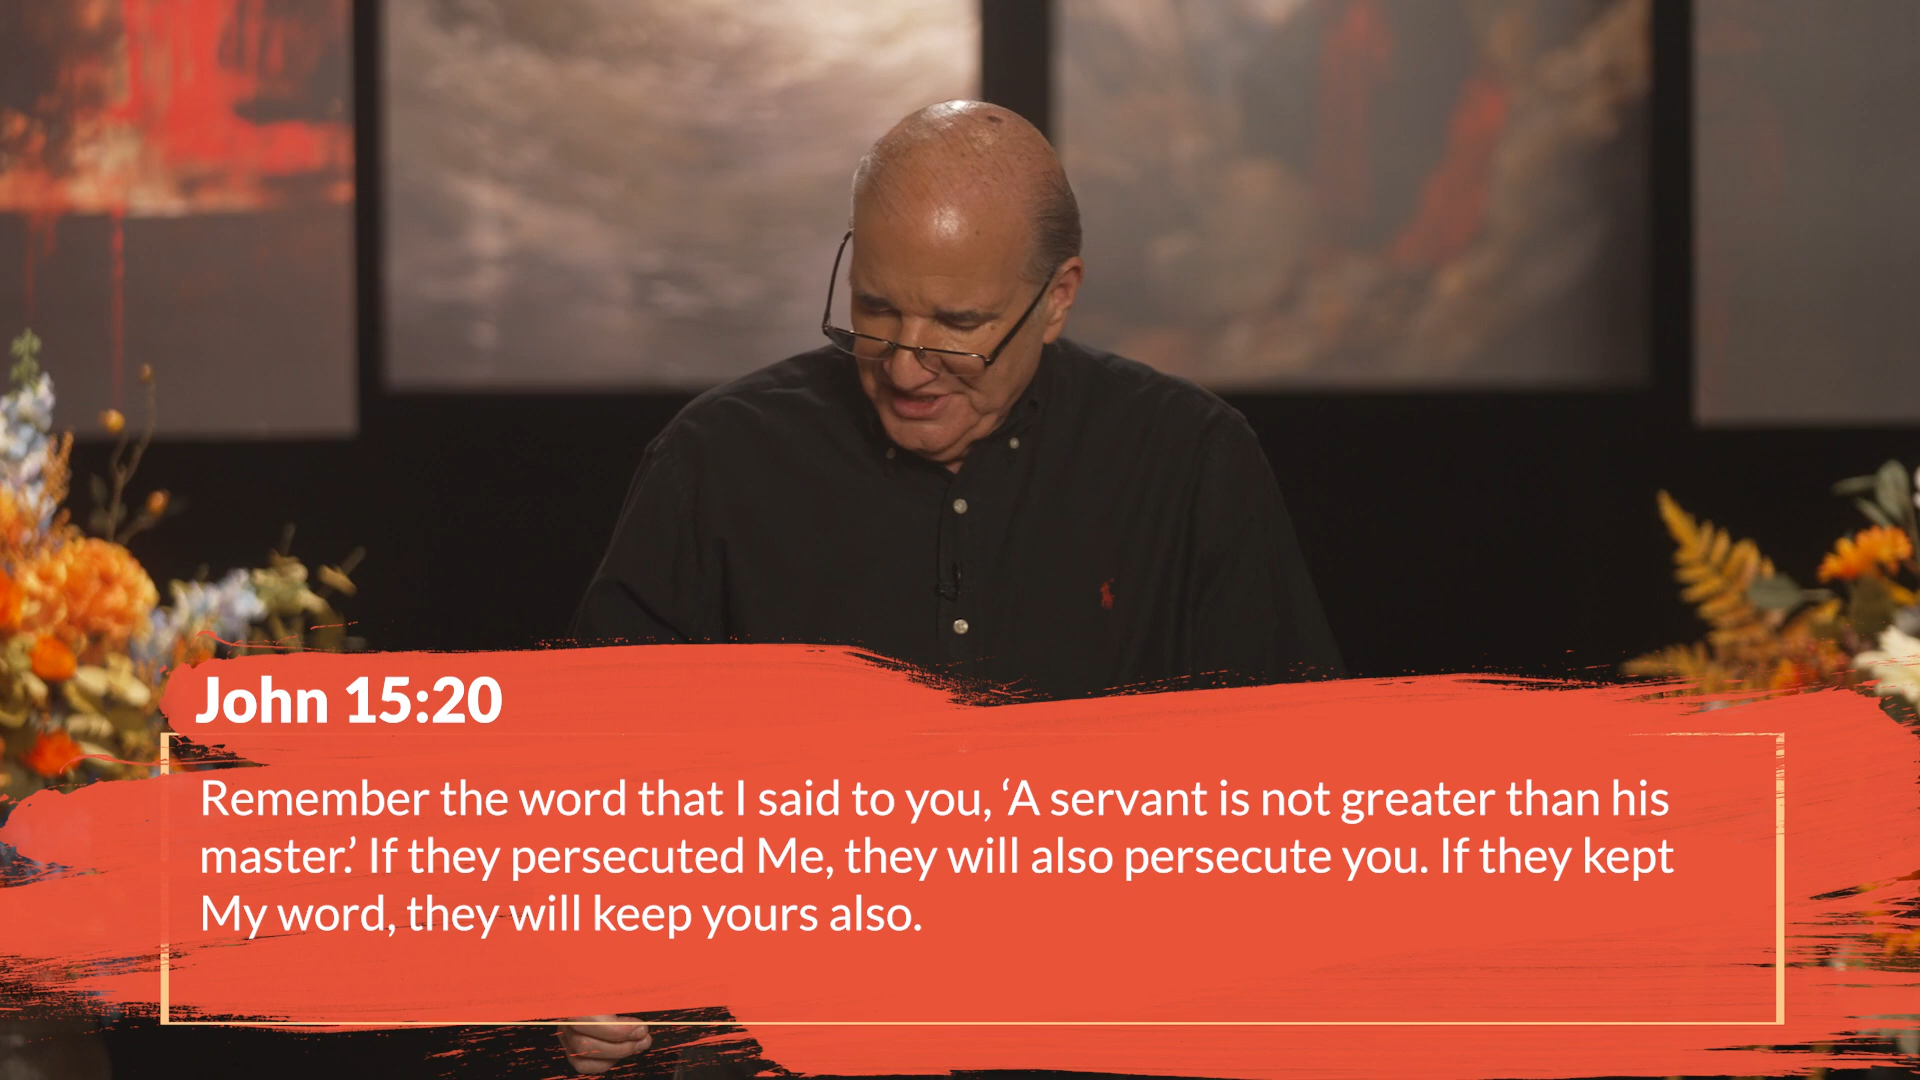 John 15:20
Remember the word that I said to you, ‘A servant is not greater than his
master.’ If they persecuted Me, they will also persecute you. If they kept
My word, they will keep yours also.